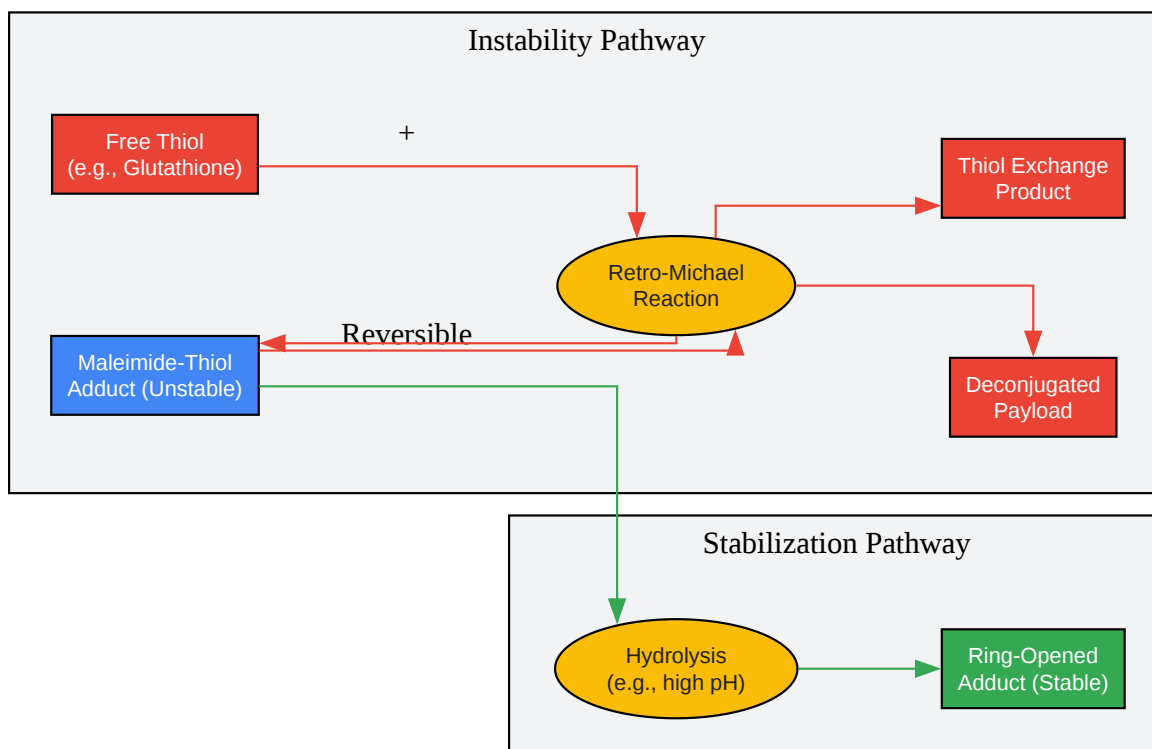 Instability Pathway
Free Thiol
(e.g., Glutathione)
+
Thiol Exchange
Product
Retro-Michael
Reaction
Reversible
Maleimide-Thiol
Adduct (Unstable)
Deconjugated
Payload
Stabilization Pathway
Hydrolysis
(e.g., high pH)
Ring-Opened
Adduct (Stable)